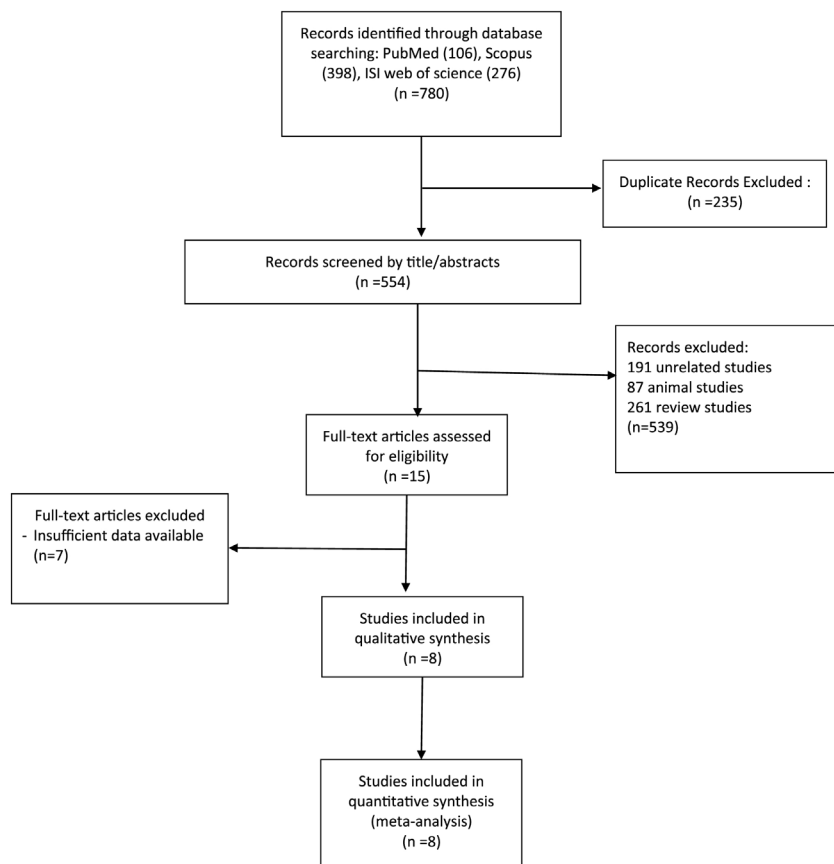 Records identified through database
searching: PubMed (106), Scopus
(398), ISI web of science (276)
(n =780)
Duplicate Records Excluded :
(n =235)
Records screened by title/abstracts
(n =554)
Records excluded:
191 unrelated studies
87 animal studies
261 review studies
(n=539)
Full-text articles assessed
for eligibility
(n =15)
Full-text articles excluded
- Insufficient data available
(n=7)
Studies included in
qualitative synthesis
(n =8)
Studies included in
quantitative synthesis
(meta-analysis)
(n =8)